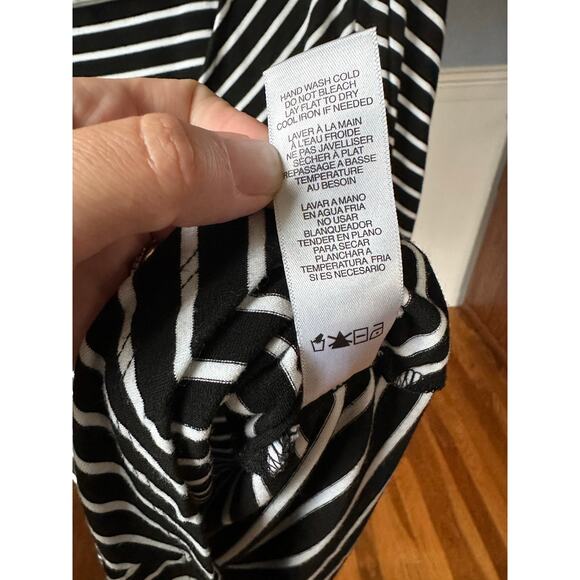 HAND WASH COLD
DO NOT BLEACH
LAY FLAT TO DRY
COOL IRON IF NEEDED
LAVER À LA MAIN
À L'EAU FROIDE
NE PAS JAVELLISER
SÉCHER À PLAT
REPASSAGE A BASSE
TEMPERATURE
AU BESOIN
LAVAR A MANO
EN AGUA FRIA
NO USAR
BLANQUEADOR
TENDER EN PLANO
PARA SECAR
PLANCHAR A
TEMPERATURA FRIA
SI ES NECESARIO